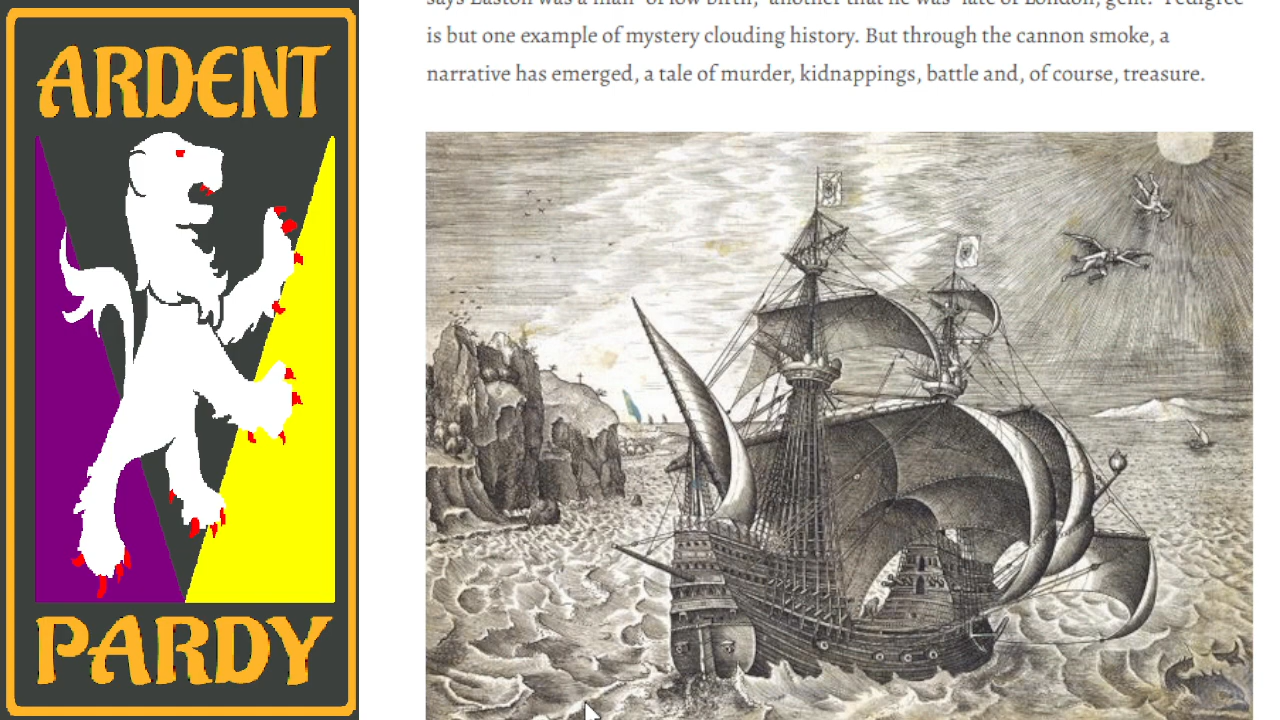 ARDENT
PARDY
says Easton was a man "of low birth," another that he was "late of London, gent." Pedigree
is but one example of mystery clouding history. But through the cannon smoke, a
narrative has emerged, a tale of murder, kidnappings, battle and, of course, treasure.